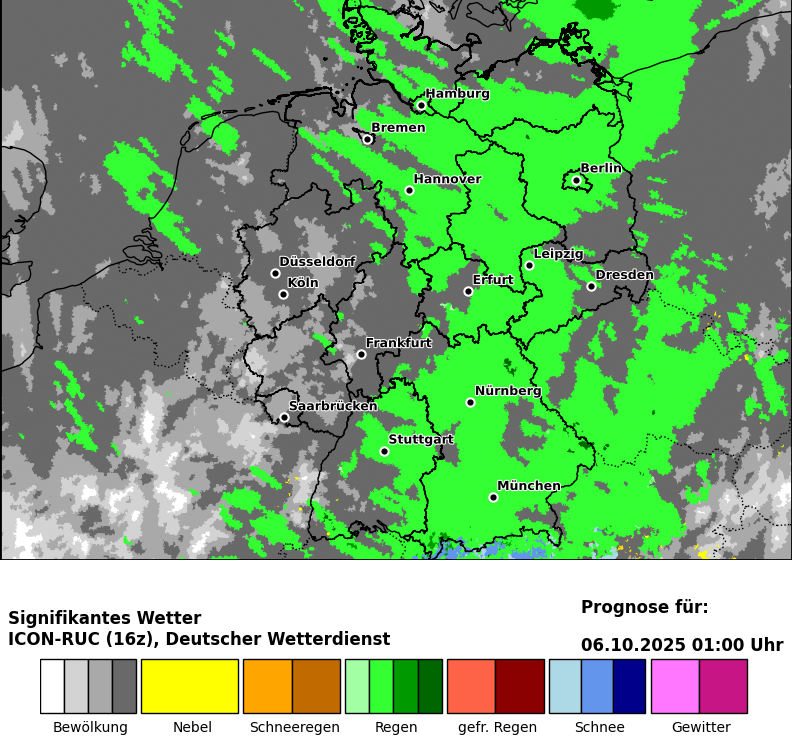 Hamburg
Bremen
Berlin
Hannover
Leipzig
Düsseldorf
Dresden
Köln
Erfurt
Frankfurt
Nürnberg
Saarbrücken
Stuttgart
München
Prognose für:
Signifikantes Wetter
ICON-RUC (16z), Deutscher Wetterdienst
06.10.2025 01:00 Uhr
Bewölkung Nebel Schneeregen Regen gefr. Regen Schnee Gewitter